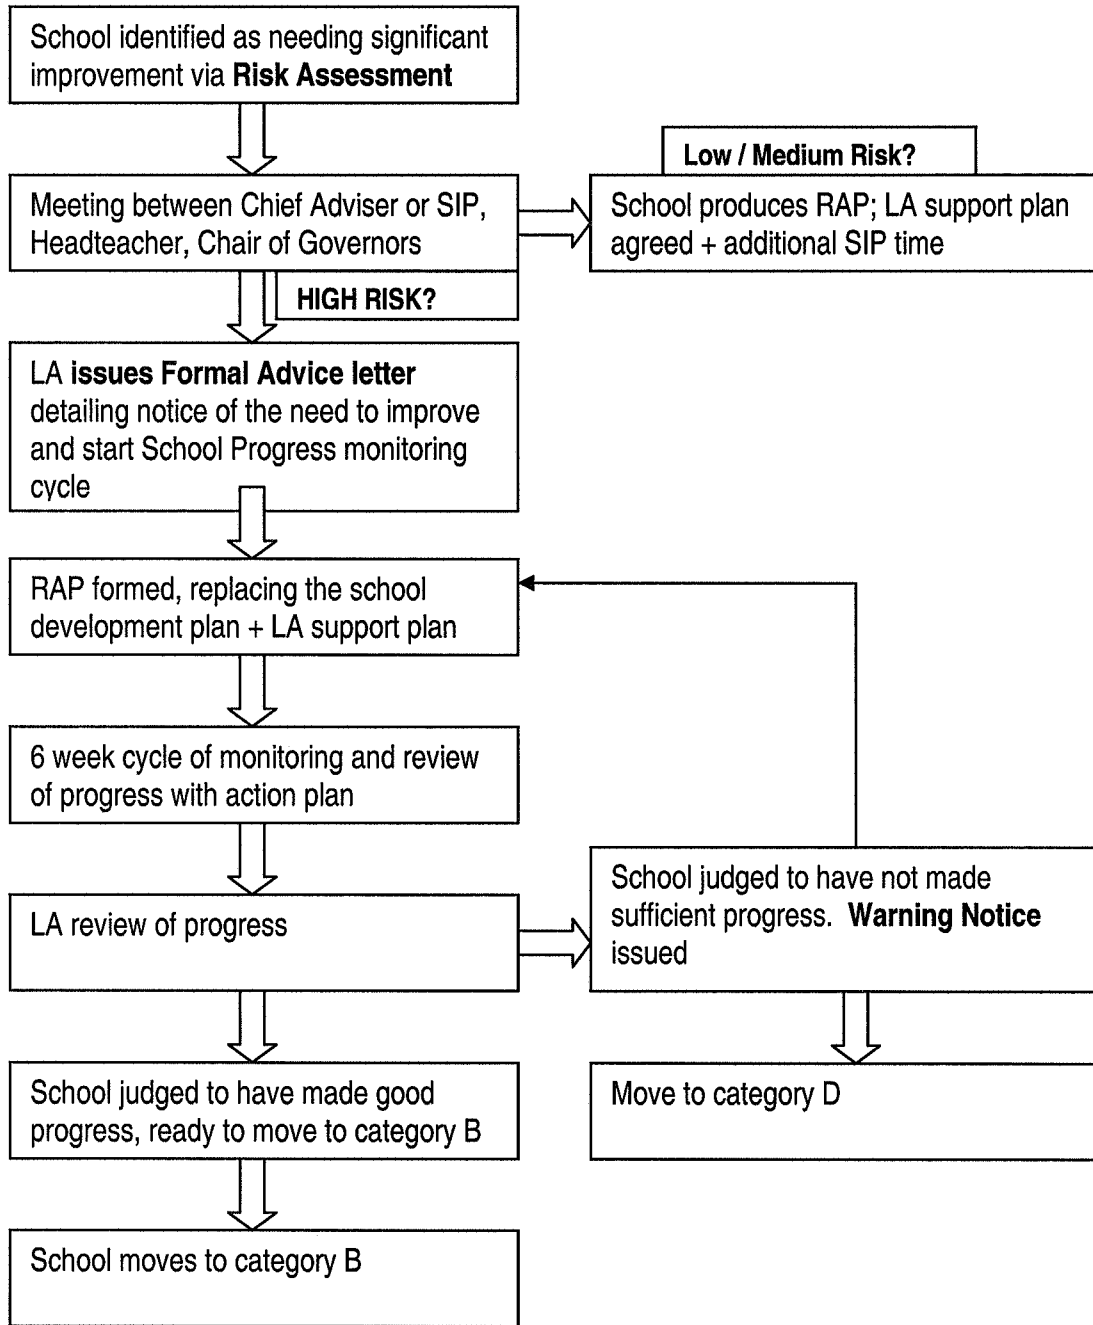 School identified as needing significant
improvement via Risk Assessment
Low / Medium Risk?
Meeting between Chief Adviser or SIP,
Headteacher, Chair of Governors
School produces RAP; LA support plan
agreed + additional SIP time
HIGH RISK?
LA issues Formal Advice letter
detailing notice of the need to improve
and start School Progress monitoring
cycle
RAP formed, replacing the school
development plan + LA support plan
6 week cycle of monitoring and review
of progress with action plan
LA review of progress
School judged to have not made
sufficient progress. Warning Notice
issued
School judged to have made good
progress, ready to move to category B
Move to category D
School moves to category B